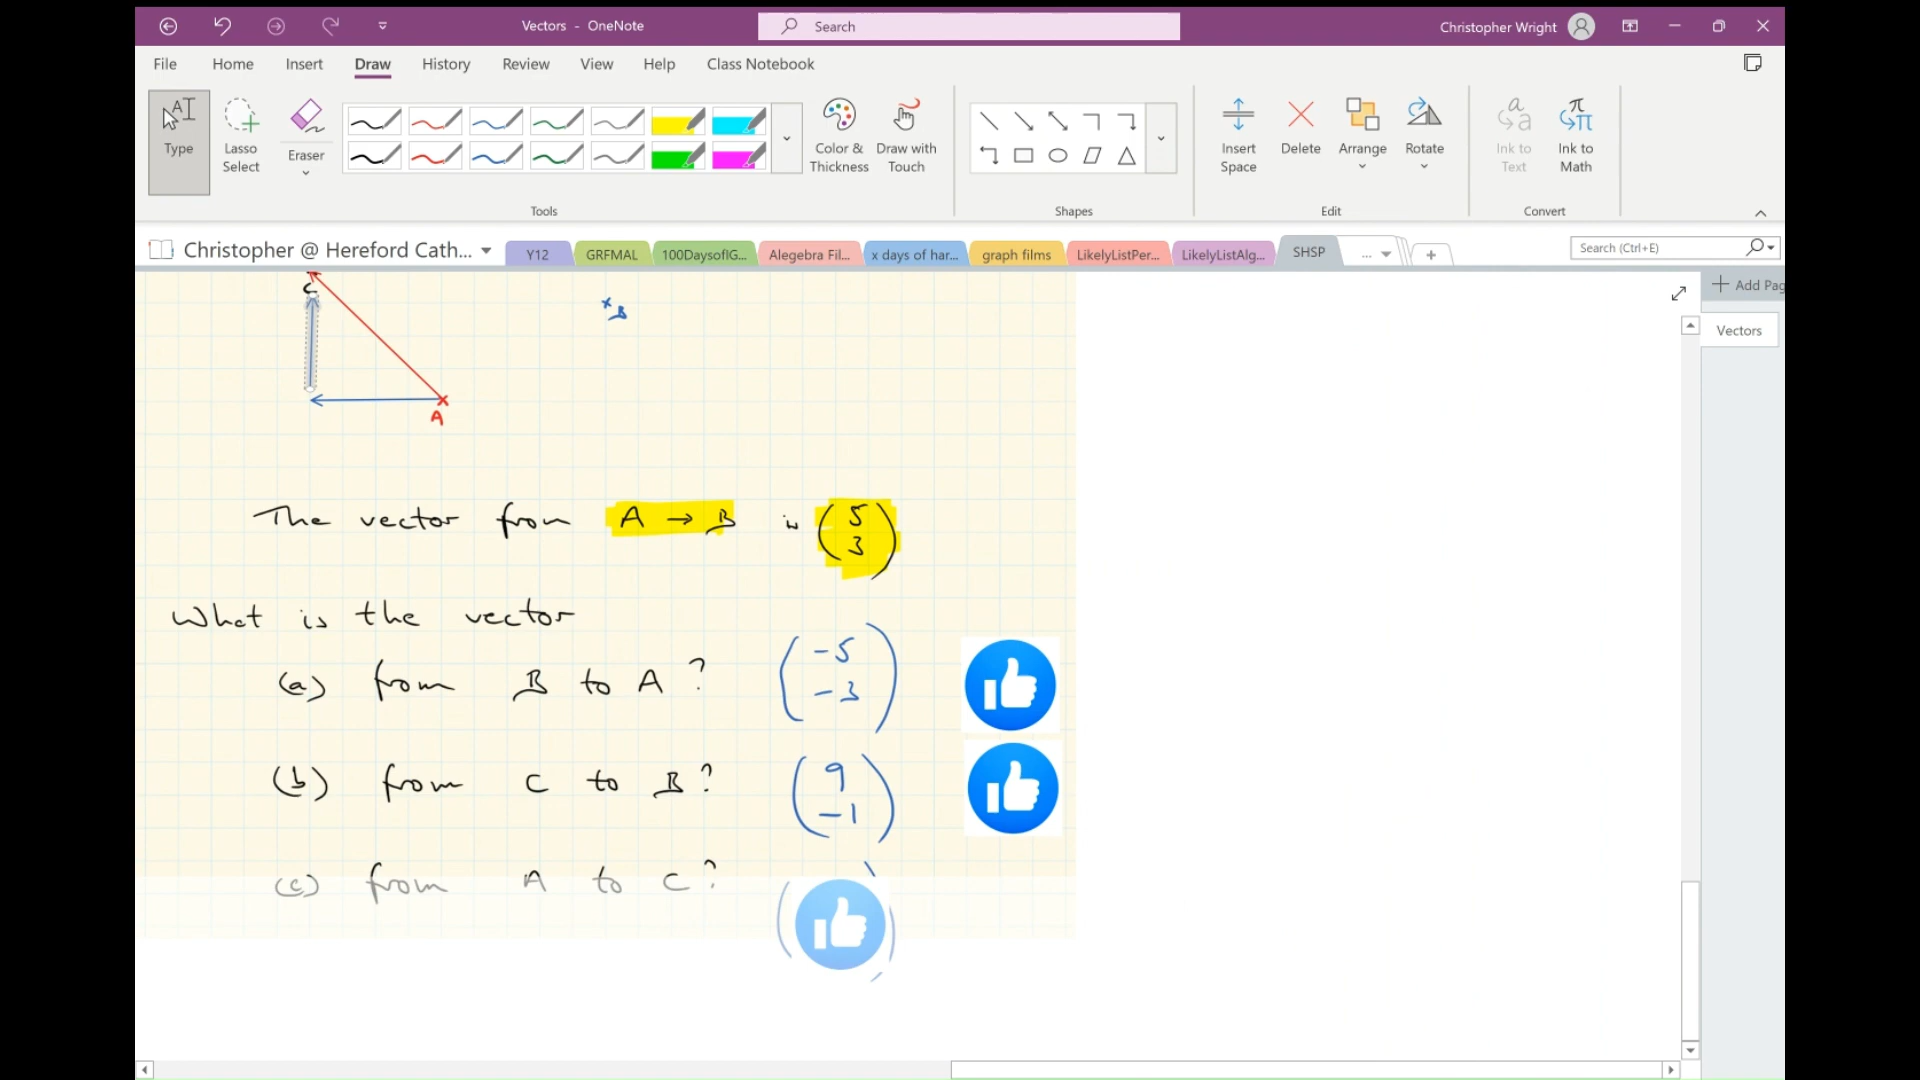 Vectors - OneNote
Search
Christopher Wright
File Home Insert Draw History Review View Help Class Notebook
Type
Lasso Select
Eraser
Color & Thickness
Draw with Touch
Insert Space
Delete
Arrange
Rotate
Ink to Text
Ink to Math
Tools
Shapes
Edit
Convert
Christopher @ Hereford Cath...
Y12
GRFMAL
100DaysofIG...
Alegebra Fil...
x days of har...
graph films
LikelyListPer...
LikelyListAlg...
SHSP
...
Search (Ctrl+E)
Add Pag
Vectors
C
B
A
The vector from A → B is (5 3)
What is the vector
(a) from B to A? (-5 -3)
(b) from C to B? (9 -1)
(c) from A to C?